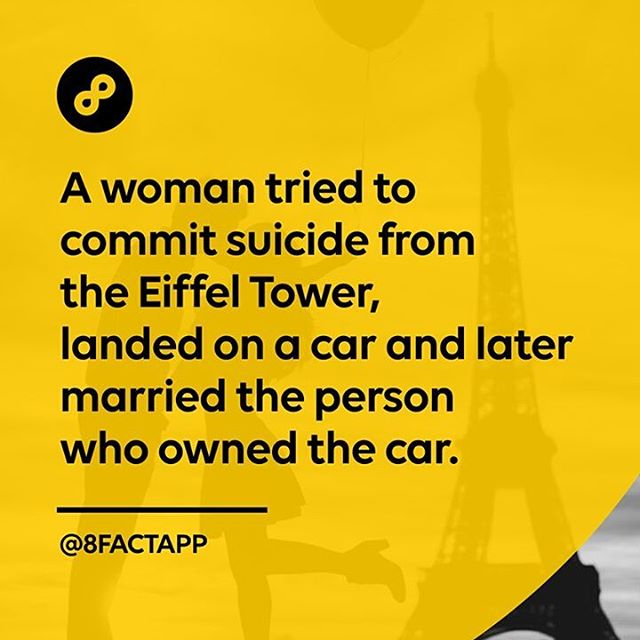 A woman tried to
commit suicide from
the Eiffel Tower,
landed on a car and later
married the person
who owned the car.
@8FACTAPP